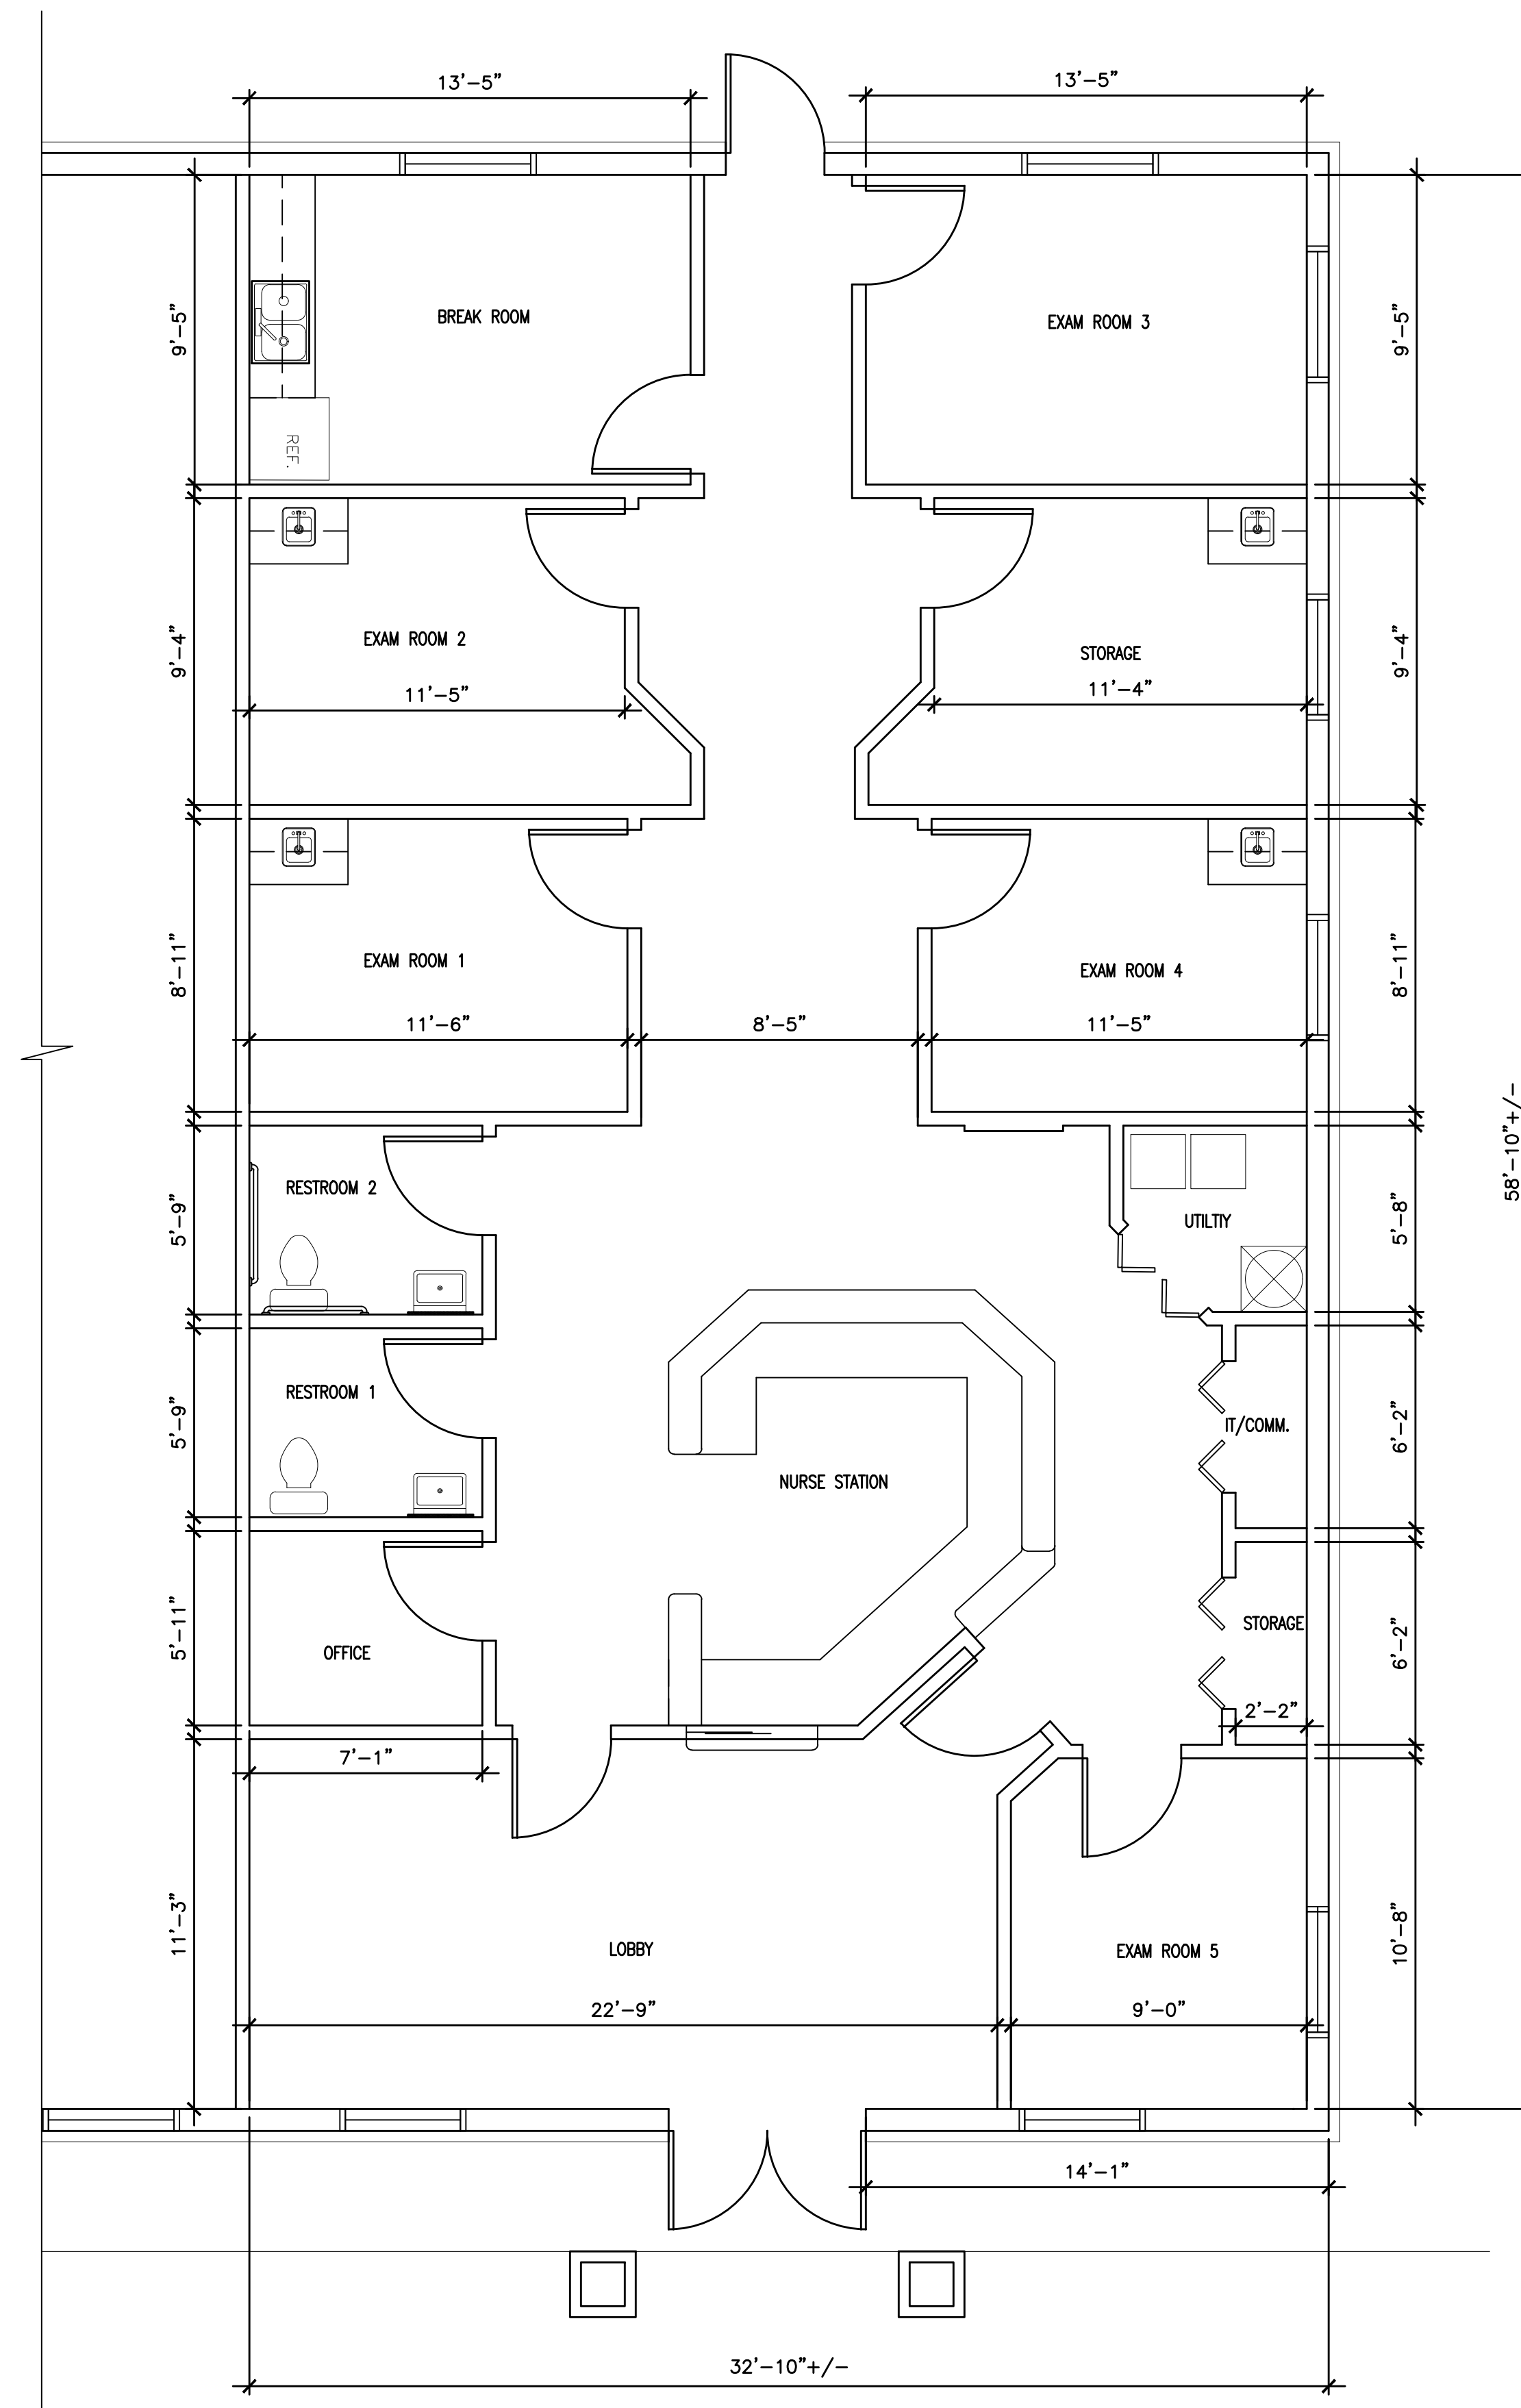 13'-5"
13'-5"
9'-5"
BREAK ROOM
EXAM ROOM 3
9'-5"
REF.
9'-4"
EXAM ROOM 2
STORAGE
9'-4"
11'-5"
11'-4"
8'-11"
EXAM ROOM 1
EXAM ROOM 4
8'-11"
11'-6"
8'-5"
11'-5"
58'-10"+/-
5'-9"
RESTROOM 2
UTILTIY
5'-8"
5'-9"
RESTROOM 1
IT/COMM.
6'-2"
NURSE STATION
5'-11"
OFFICE
STORAGE
6'-2"
2'-2"
7'-1"
11'-3"
LOBBY
EXAM ROOM 5
10'-8"
22'-9"
9'-0"
14'-1"
32'-10"+/-